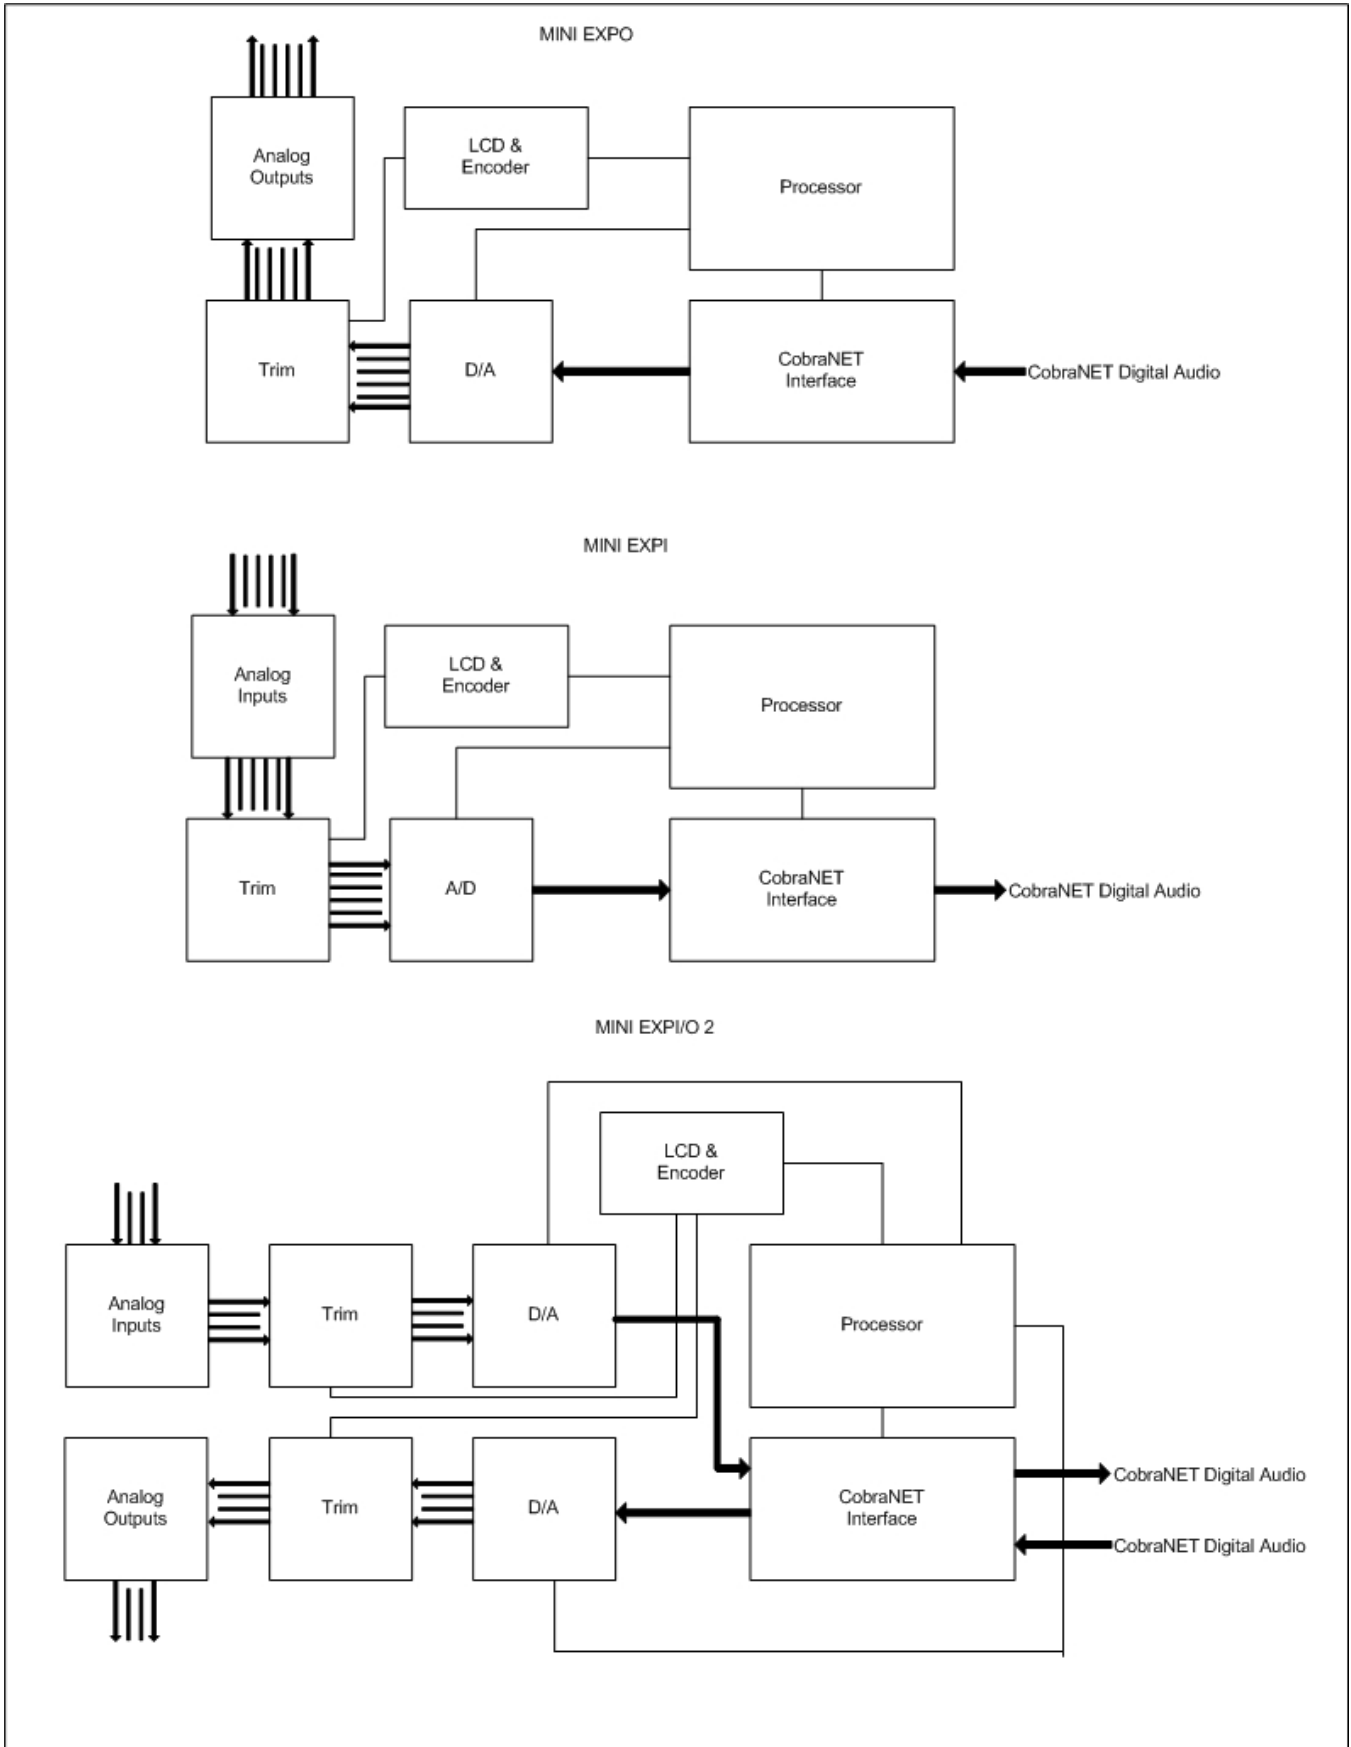 MINI EXPO
Analog
Outputs
LCD &
Encoder
Processor
Trim
D/A
CobraNET
Interface
CobraNET Digital Audio
MINI EXPI
Analog
Inputs
LCD &
Encoder
Processor
Trim
A/D
CobraNET
Interface
CobraNET Digital Audio
MINI EXPI/O 2
LCD &
Encoder
Analog
Inputs
Trim
D/A
Processor
Analog
Outputs
Trim
D/A
CobraNET
Interface
CobraNET Digital Audio
CobraNET Digital Audio